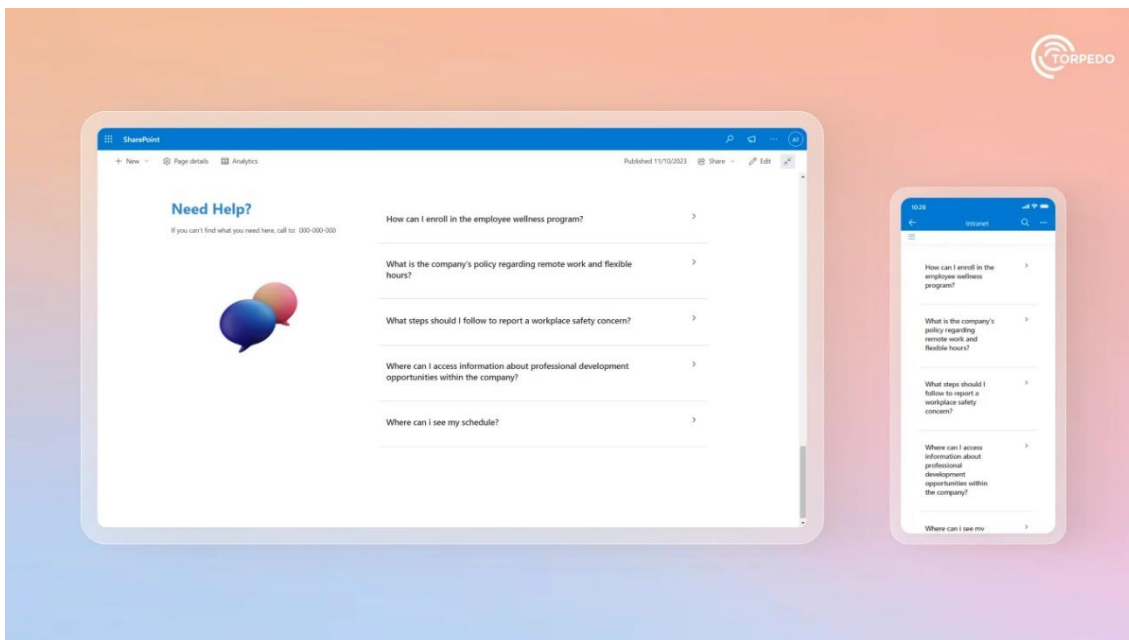 TORPEDO
SharePoint
+ New
Page details
Analytics
Published 11/10/2023
Share
Edit
AT
Need Help?
If you can't find what you need here, call to: 000-000-000
How can I enroll in the employee wellness program?
What is the company's policy regarding remote work and flexible
hours?
What steps should I follow to report a workplace safety concern?
Where can I access information about professional development
opportunities within the company?
Where can i see my schedule?
10:28
Intranet
How can I enroll in the
employee wellness
program?
What is the company's
policy regarding
remote work and
flexible hours?
What steps should I
follow to report a
workplace safety
concern?
Where can I access
information about
professional
development
opportunities within
the company?
Where can i see my